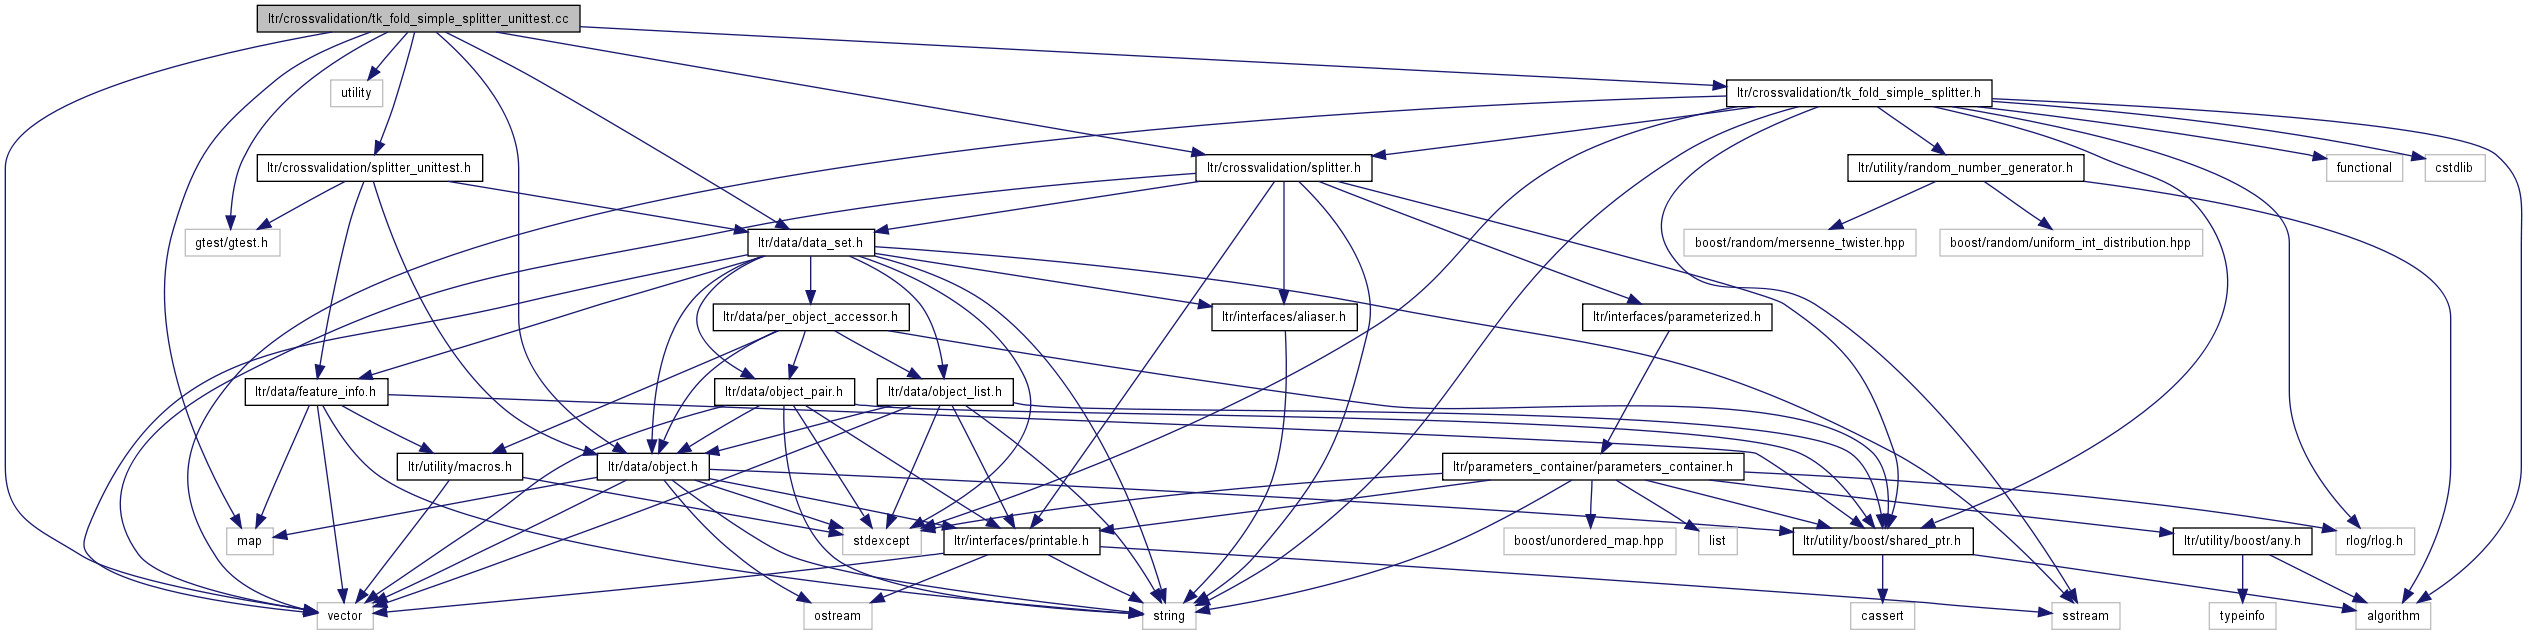 ltr/crossvalidation/tk_fold_simple_splitter_unittest.cc
utility
ltr/crossvalidation/tk_fold_simple_splitter.h
ltr/crossvalidation/splitter_unittest.h
ltr/crossvalidation/splitter.h
ltr/utility/random_number_generator.h
functional
cstdlib
gtest/gtest.h
ltr/data/data_set.h
boost/random/mersenne_twister.hpp
boost/random/uniform_int_distribution.hpp
ltr/data/per_object_accessor.h
ltr/interfaces/aliaser.h
ltr/interfaces/parameterized.h
ltr/data/feature_info.h
ltr/data/object_pair.h
ltr/data/object_list.h
ltr/utility/macros.h
ltr/data/object.h
ltr/parameters_container/parameters_container.h
map
stdexcept
ltr/interfaces/printable.h
boost/unordered_map.hpp
list
ltr/utility/boost/shared_ptr.h
ltr/utility/boost/any.h
rlog/rlog.h
vector
ostream
string
cassert
sstream
typeinfo
algorithm